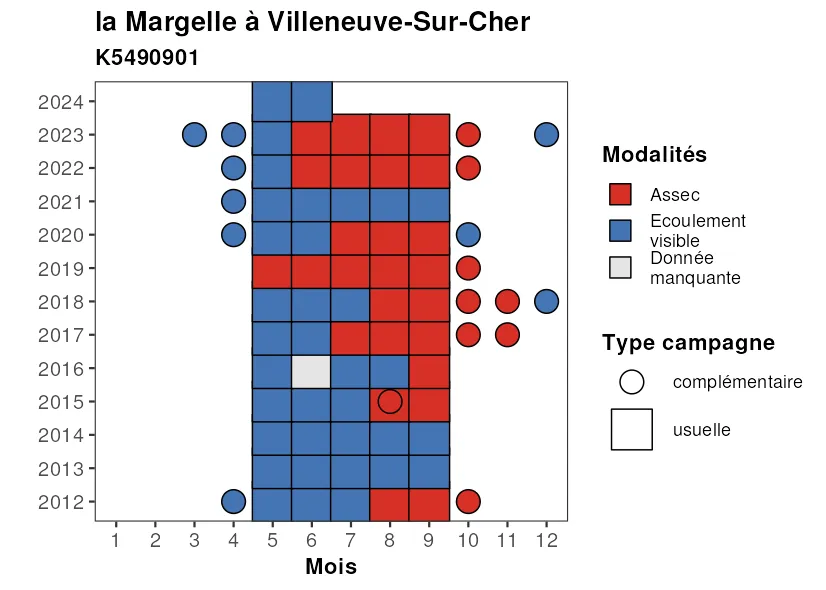 la Margelle à Villeneuve-Sur-Cher
K5490901
2024
2023
2022
2021
2020
2019
2018
2017
2016
2015
2014
2013
2012
1 2 3 4 5 6 7 8 9 10 11 12
Mois
Modalités
Assec
Ecoulement
visible
Donnée
manquante
Type campagne
complémentaire
usuelle